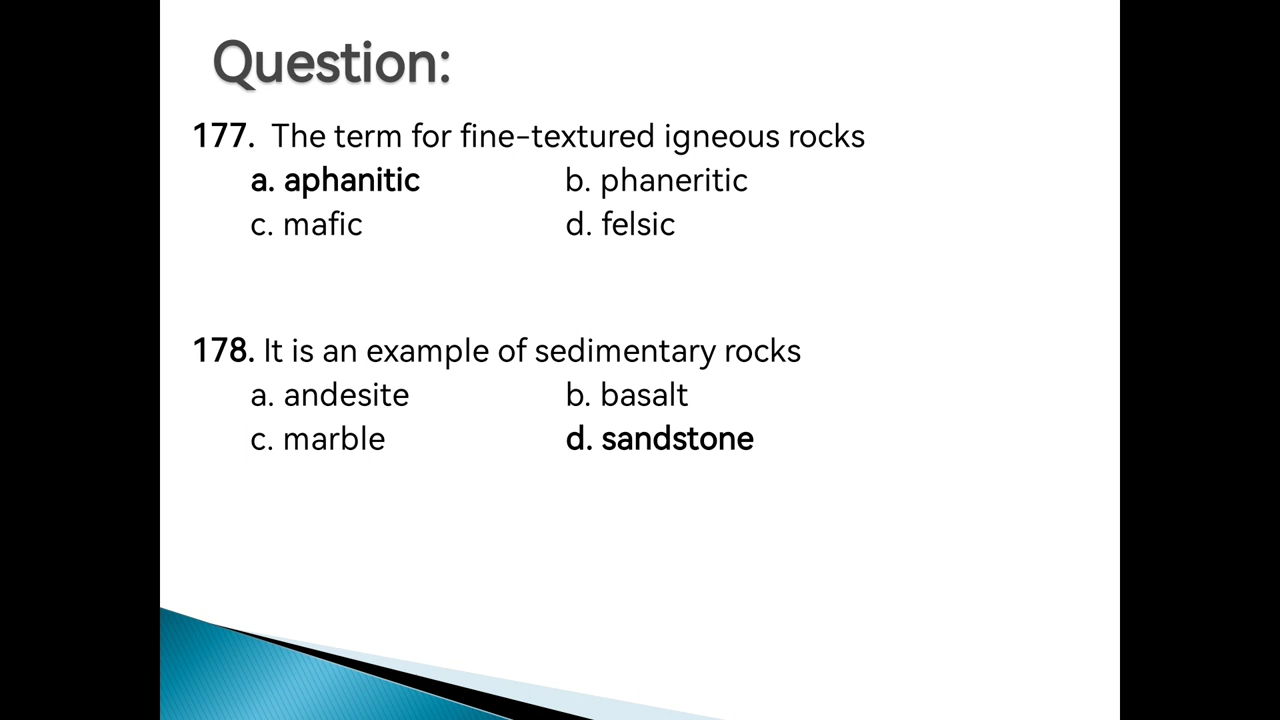 Question:
177. The term for fine-textured igneous rocks
a. aphanitic b. phaneritic
c. mafic d. felsic
178. It is an example of sedimentary rocks
a. andesite b. basalt
c. marble d. sandstone